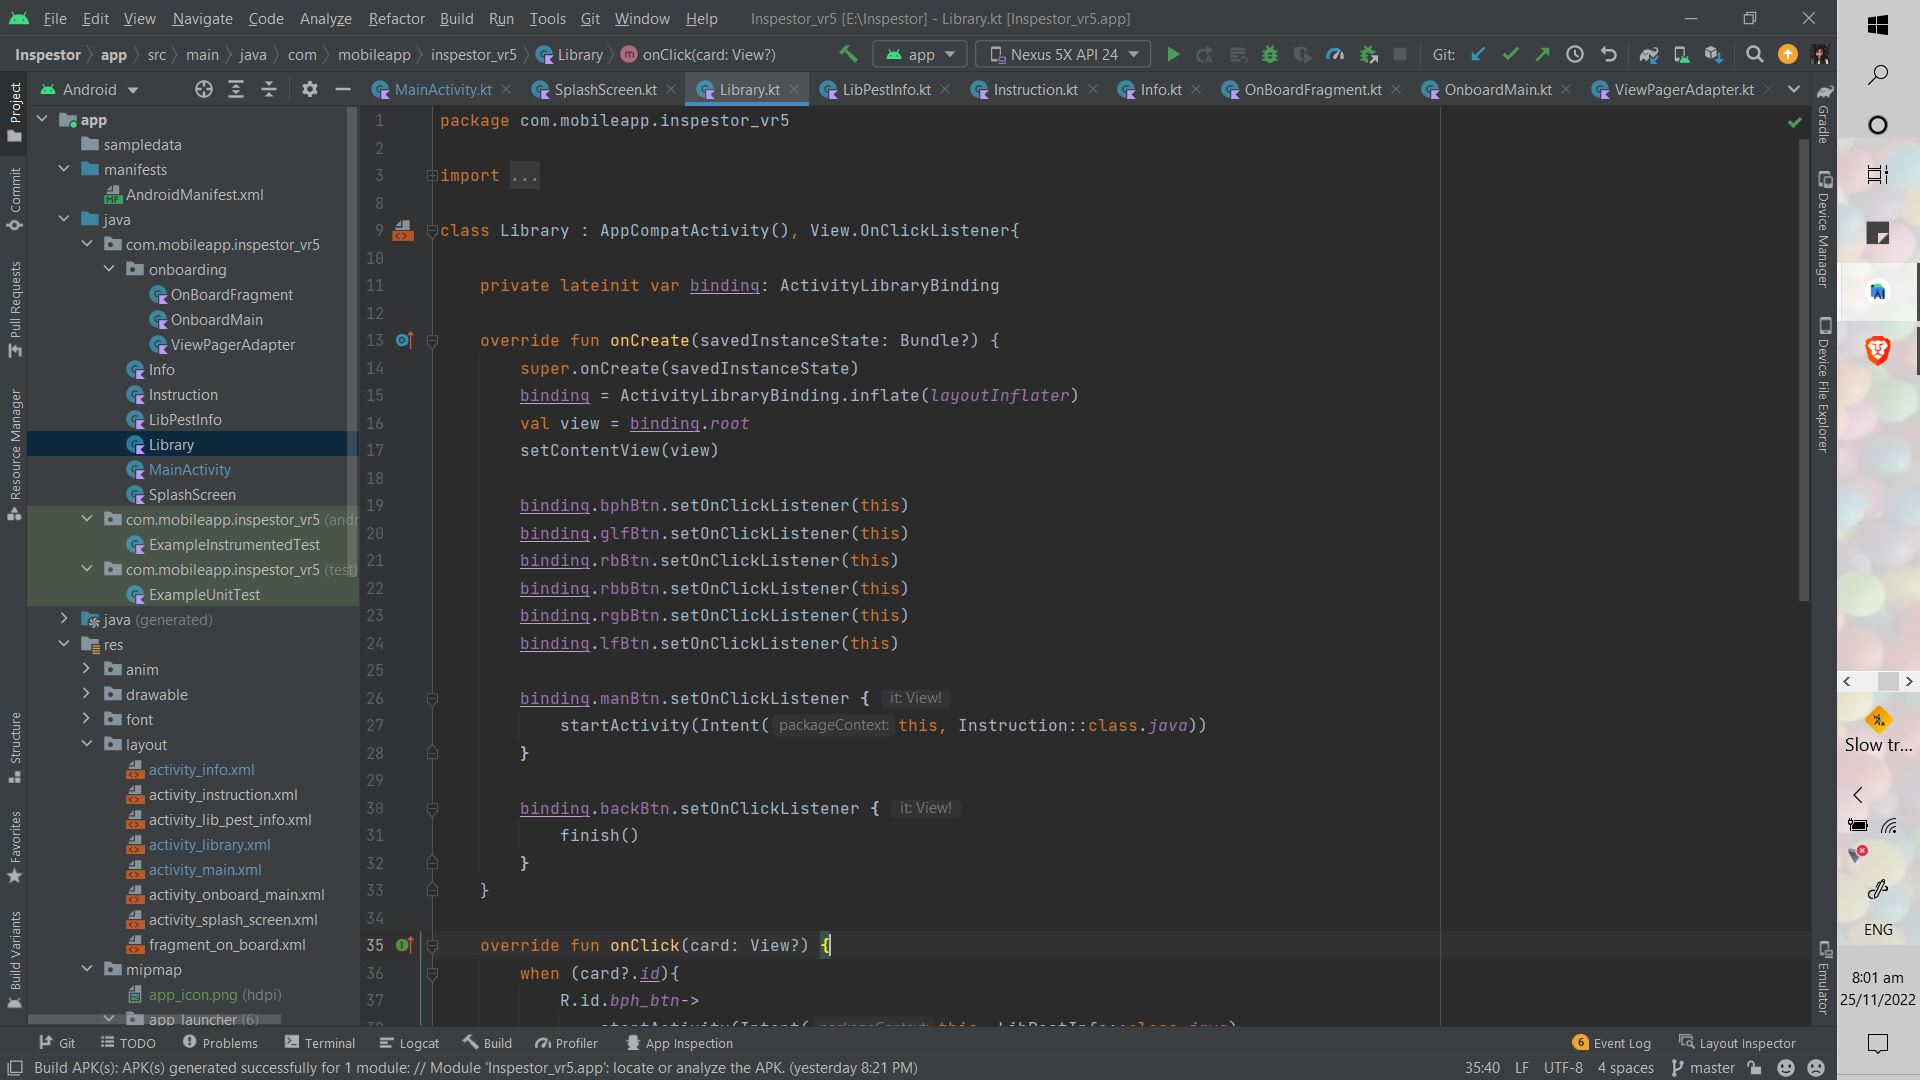 File Edit View Navigate Code Analyze Refactor Build Run Tools Git Window Help Inspestor_vr5 [E:\Inspestor] - Library.kt [Inspestor_vr5.app]
Inspestor app src main java com mobileapp inspestor_vr5 Library onClick(card: View?) app Nexus 5X API 24 Git:
Android MainActivity.kt SplashScreen.kt Library.kt LibPestInfo.kt Instruction.kt Info.kt OnBoardFragment.kt OnboardMain.kt ViewPagerAdapter.kt
Project
Commit
Pull Requests
Resource Manager
Structure
Favorites
Build Variants
app
sampledata
manifests
AndroidManifest.xml
java
com.mobileapp.inspestor_vr5
onboarding
OnBoardFragment
OnboardMain
ViewPagerAdapter
Info
Instruction
LibPestInfo
Library
MainActivity
SplashScreen
com.mobileapp.inspestor_vr5 (andr
ExampleInstrumentedTest
com.mobileapp.inspestor_vr5 (test)
ExampleUnitTest
java (generated)
res
anim
drawable
font
layout
activity_info.xml
activity_instruction.xml
activity_lib_pest_info.xml
activity_library.xml
activity_main.xml
activity_onboard_main.xml
activity_splash_screen.xml
fragment_on_board.xml
mipmap
app_icon.png (hdpi)
app_launcher (6)
1 package com.mobileapp.inspestor_vr5
2
3 import ...
8
9 class Library : AppCompatActivity(), View.OnClickListener{
10
11 private lateinit var binding: ActivityLibraryBinding
12
13 override fun onCreate(savedInstanceState: Bundle?) {
14 super.onCreate(savedInstanceState)
15 binding = ActivityLibraryBinding.inflate(layoutInflater)
16 val view = binding.root
17 setContentView(view)
18
19 binding.bphBtn.setOnClickListener(this)
20 binding.glfBtn.setOnClickListener(this)
21 binding.rbBtn.setOnClickListener(this)
22 binding.rbbBtn.setOnClickListener(this)
23 binding.rgbBtn.setOnClickListener(this)
24 binding.lfBtn.setOnClickListener(this)
25
26 binding.manBtn.setOnClickListener { it: View!
27 startActivity(Intent( packageContext: this, Instruction::class.java))
28 }
29
30 binding.backBtn.setOnClickListener { it: View!
31 finish()
32 }
33 }
34
35 override fun onClick(card: View?) {
36 when (card?.id){
37 R.id.bph_btn->
Gradle
Device Manager
Device File Explorer
Emulator
Git TODO Problems Terminal Logcat Build Profiler App Inspection 6 Event Log Layout Inspector
Build APK(s): APK(s) generated successfully for 1 module: // Module 'Inspestor_vr5.app': locate or analyze the APK. (yesterday 8:21 PM) 35:40 LF UTF-8 4 spaces master
Slow tr...
ENG
8:01 am
25/11/2022